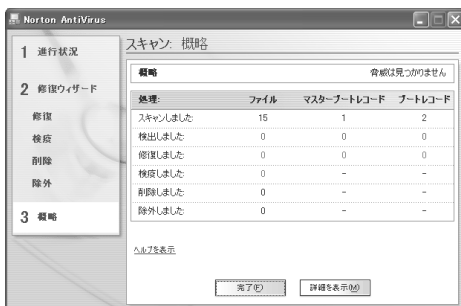 Norton AntiVirus
1 進行状況
2 修復ウィザード
修復
検疫
削除
除外
3 概略
スキャン: 概略
概略 脅威は見つかりません
処理: ファイル マスターブートレコード ブートレコード
スキャンしました: 15 1 2
検出しました: 0 0 0
修復しました: 0 0 0
検疫しました: 0 - -
削除しました: 0 - -
除外しました: 0 - -
ヘルプを表示
完了(F) 詳細を表示(M)